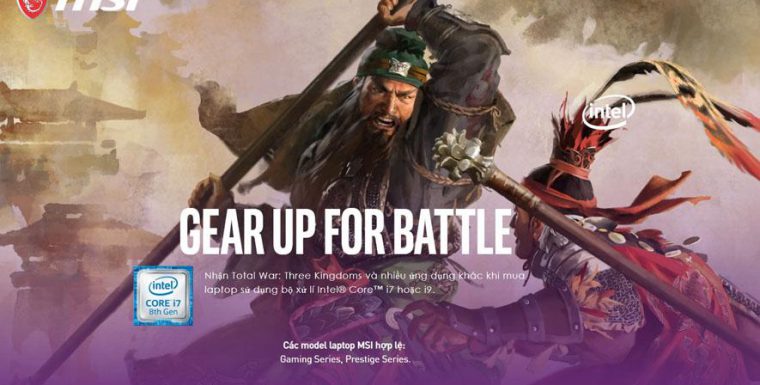 msi
intel
GEAR UP FOR BATTLE
Nhận Total War: Three Kingdoms và nhiều ứng dụng khác khi mua
laptop sử dụng bộ xử lí Intel® Core™ i7 hoặc i9.
intel
CORE i7
8th Gen
Các model laptop MSI hợp lệ:
Gaming Series, Prestige Series.